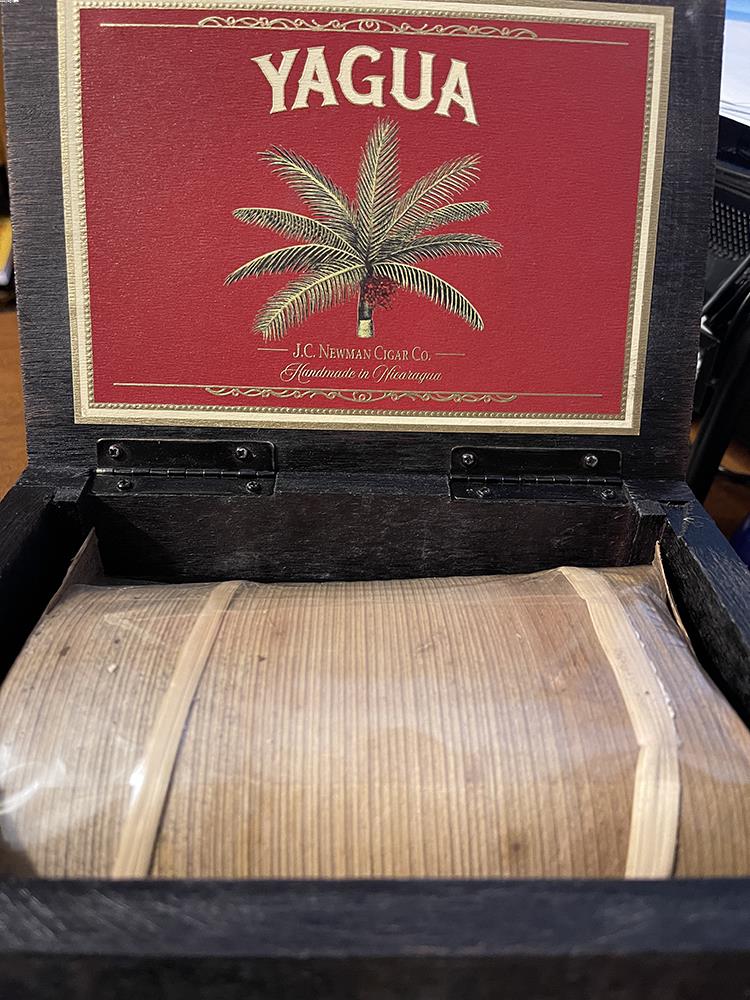 YAGUA
J.C. NEWMAN CIGAR CO.
Handmade in Nicaragua